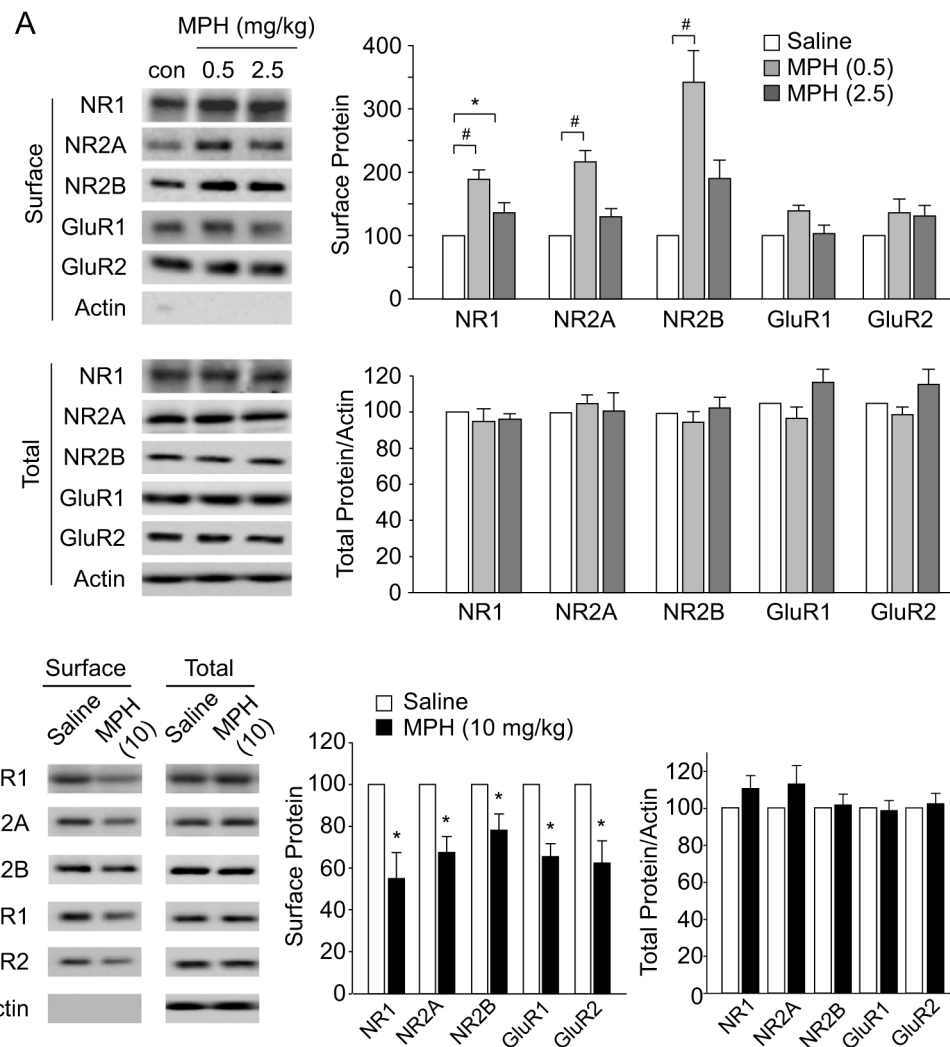 A
MPH (mg/kg)
con 0.5 2.5
Surface
NR1
NR2A
NR2B
GluR1
GluR2
Actin
Total
NR1
NR2A
NR2B
GluR1
GluR2
Actin
Saline
MPH (0.5)
MPH (2.5)
Surface Protein
400
300
200
100
0
* # # #
NR1 NR2A NR2B GluR1 GluR2
Total Protein/Actin
120
100
80
60
40
20
0
NR1 NR2A NR2B GluR1 GluR2
Surface Total
Saline MPH (10) Saline MPH (10)
R1
2A
2B
R1
R2
ctin
Saline
MPH (10 mg/kg)
Surface Protein
120
100
80
60
40
20
0
* * * * *
NR1 NR2A NR2B GluR1 GluR2
Total Protein/Actin
120
100
80
60
40
20
0
NR1 NR2A NR2B GluR1 GluR2